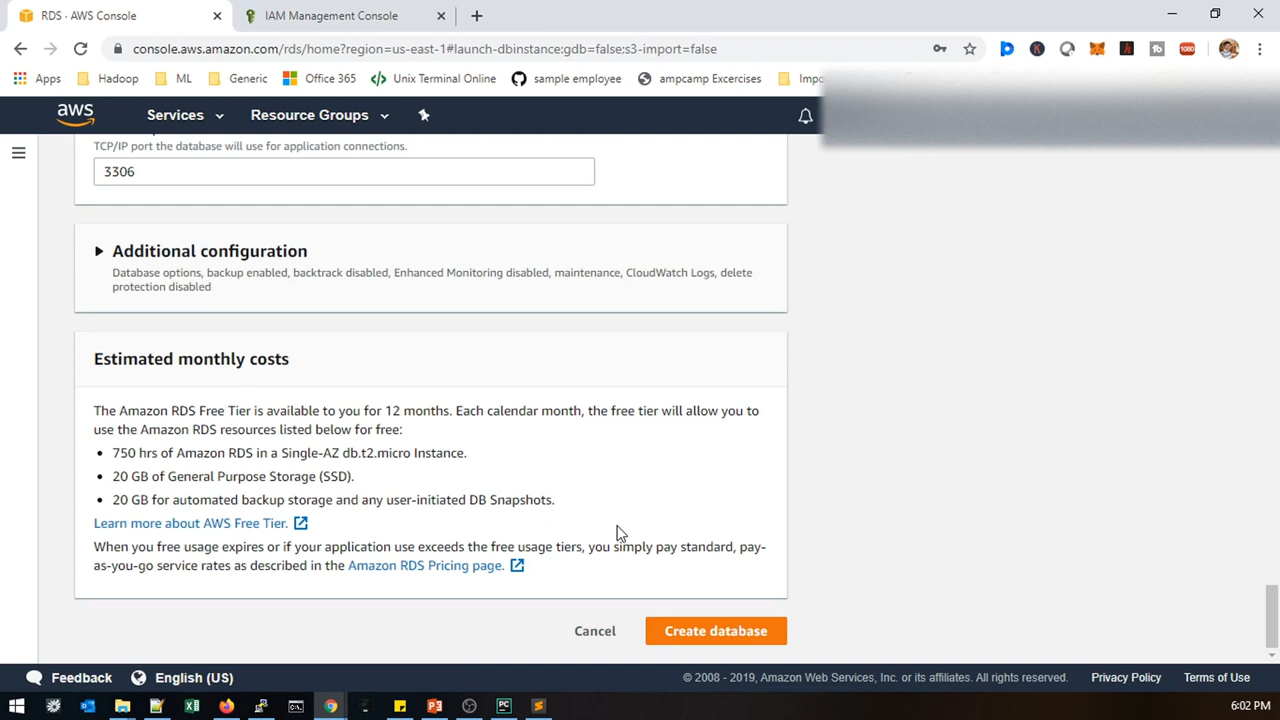 RDS - AWS Console
IAM Management Console
console.aws.amazon.com/rds/home?region=us-east-1#launch-dbinstance:gdb=false;s3-import=false
Apps
Hadoop
ML
Generic
Office 365
Unix Terminal Online
sample employee
ampcamp Excercises
Impo
aws
Services
Resource Groups
TCP/IP port the database will use for application connections.
3306
Additional configuration
Database options, backup enabled, backtrack disabled, Enhanced Monitoring disabled, maintenance, CloudWatch Logs, delete
protection disabled
Estimated monthly costs
The Amazon RDS Free Tier is available to you for 12 months. Each calendar month, the free tier will allow you to
use the Amazon RDS resources listed below for free:
• 750 hrs of Amazon RDS in a Single-AZ db.t2.micro Instance.
• 20 GB of General Purpose Storage (SSD).
• 20 GB for automated backup storage and any user-initiated DB Snapshots.
Learn more about AWS Free Tier.
When you free usage expires or if your application use exceeds the free usage tiers, you simply pay standard, pay-
as-you-go service rates as described in the Amazon RDS Pricing page.
Cancel
Create database
Feedback
English (US)
© 2008 - 2019, Amazon Web Services, Inc. or its affiliates. All rights reserved.
Privacy Policy
Terms of Use
6:02 PM